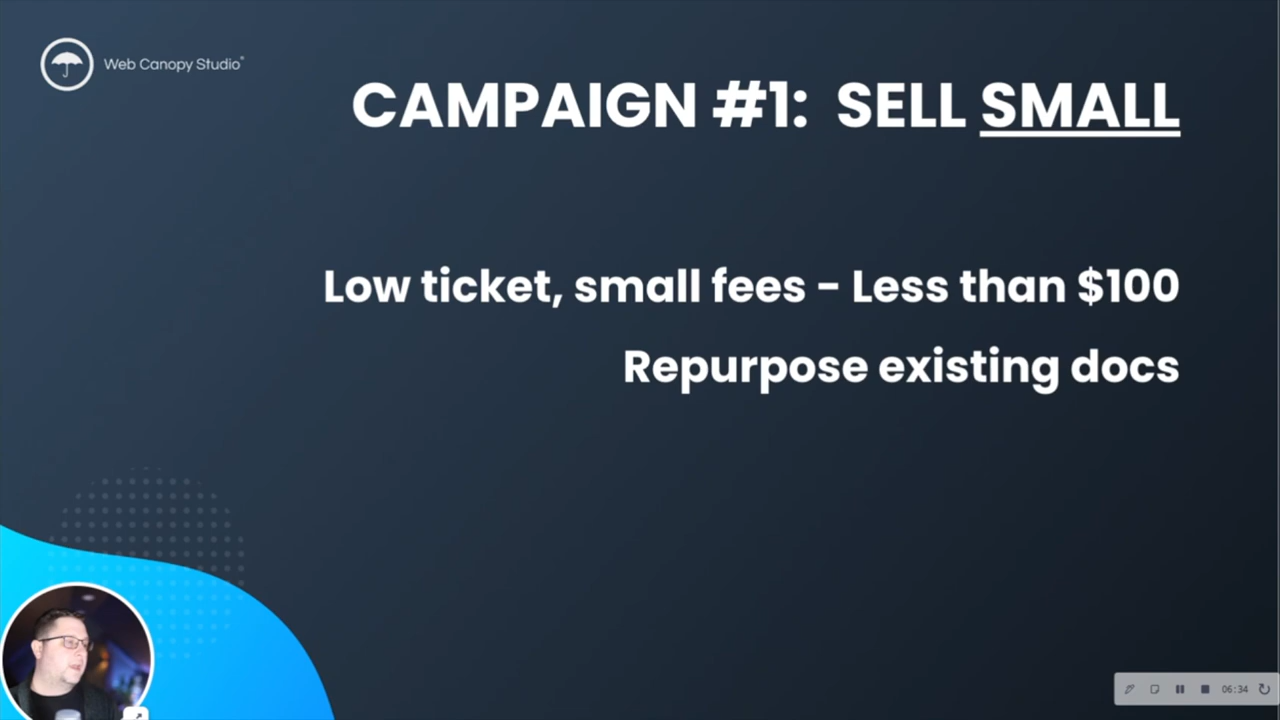 Web Canopy Studio®
CAMPAIGN #1: SELL SMALL
Low ticket, small fees - Less than $100
Repurpose existing docs
06:34